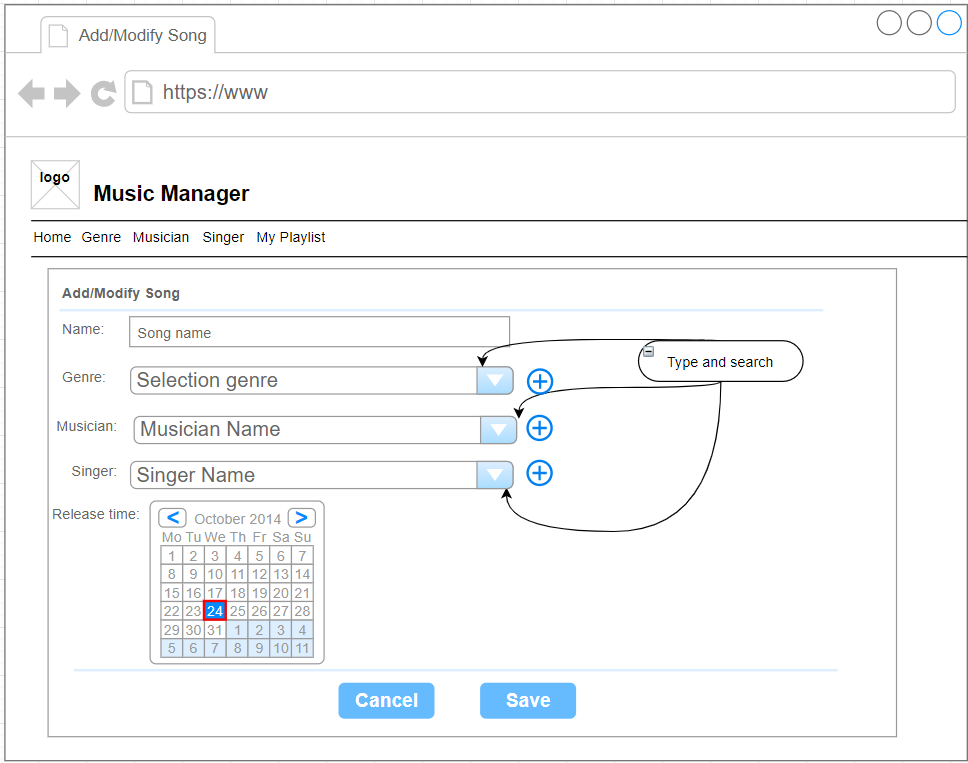 Add/Modify Song
https://www
logo
Music Manager
Home Genre Musician Singer My Playlist
Add/Modify Song
Name: Song name
Type and search
Genre: Selection genre
Musician: Musician Name
Singer: Singer Name
Release time:
< October 2014 >
Mo Tu We Th Fr Sa Su
1 2 3 4 5 6 7
8 9 10 11 12 13 14
15 16 17 18 19 20 21
22 23 24 25 26 27 28
29 30 31 1 2 3 4
5 6 7 8 9 10 11
Cancel Save